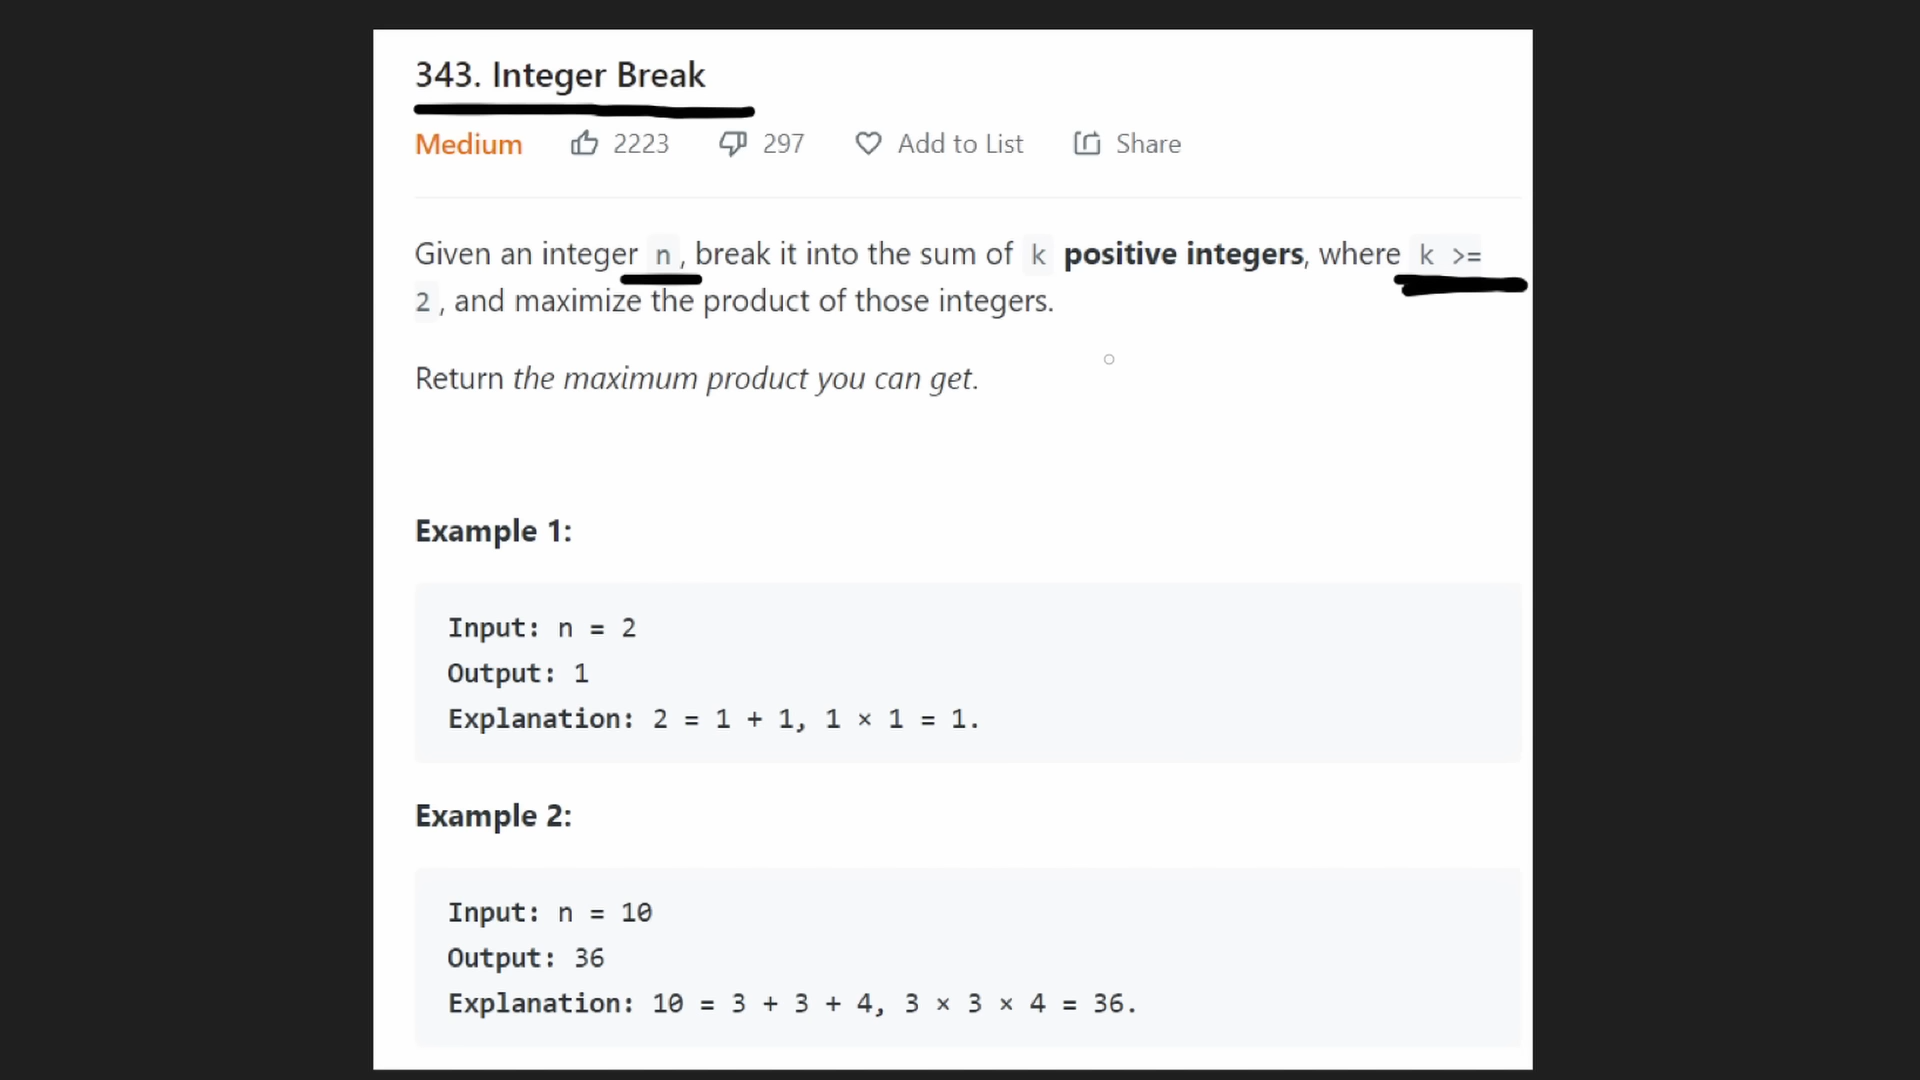 343. Integer Break
Medium 2223 297 Add to List Share
Given an integer n, break it into the sum of k positive integers, where k >=
2, and maximize the product of those integers.
Return the maximum product you can get.
Example 1:
Input: n = 2
Output: 1
Explanation: 2 = 1 + 1, 1 × 1 = 1.
Example 2:
Input: n = 10
Output: 36
Explanation: 10 = 3 + 3 + 4, 3 × 3 × 4 = 36.